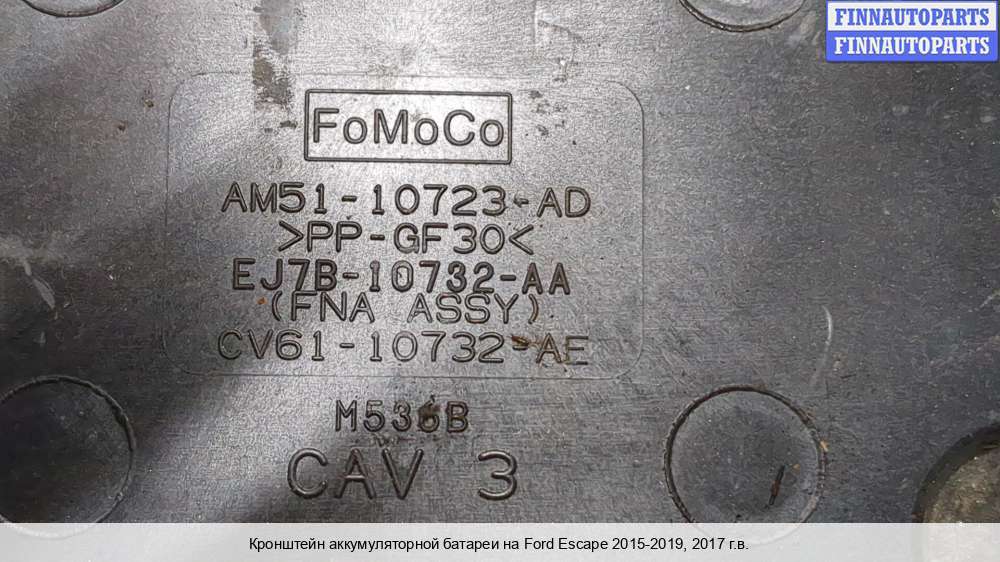 FINNAUTOPARTS
FINNAUTOPARTS
FoMoCo
AM51-10723-AD
>PP-GF30<
EJ7B-10732-AA
(FNA ASSY)
CV61-10732-AE
M536B
CAV 3
Кронштейн аккумуляторной батареи на Ford Escape 2015-2019, 2017 г.в.